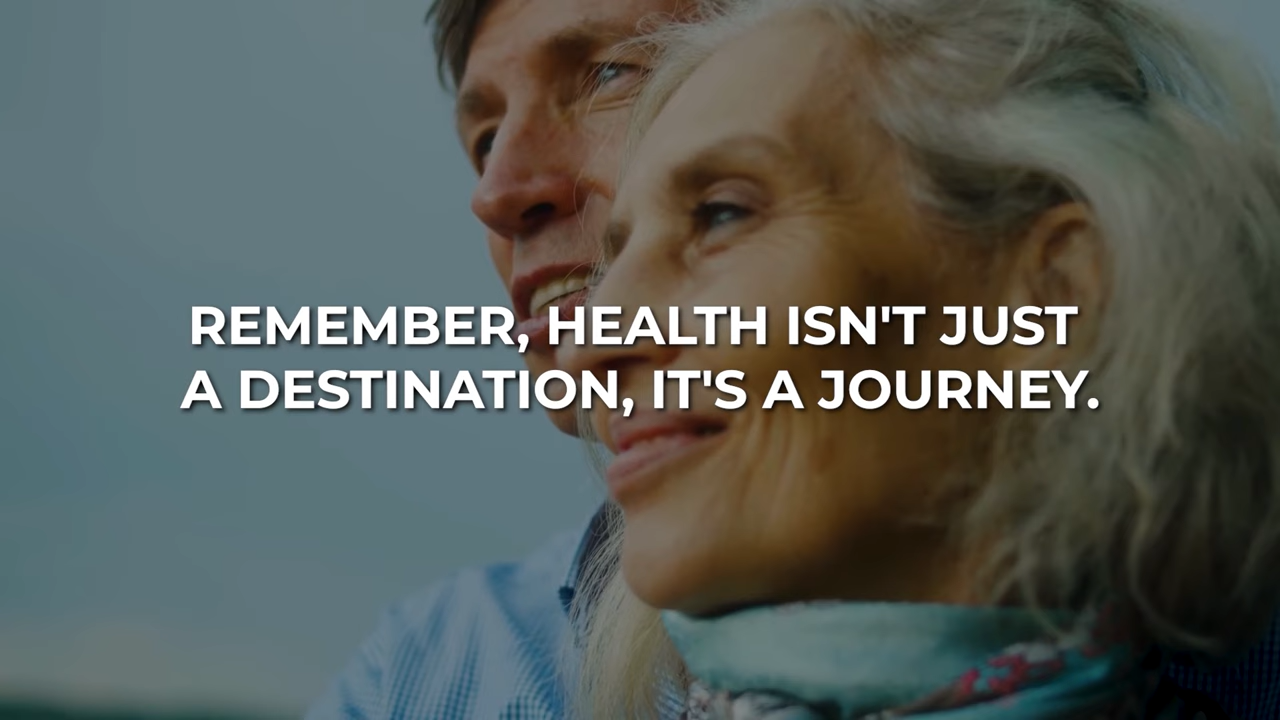 REMEMBER, HEALTH ISN'T JUST
A DESTINATION, IT'S A JOURNEY.